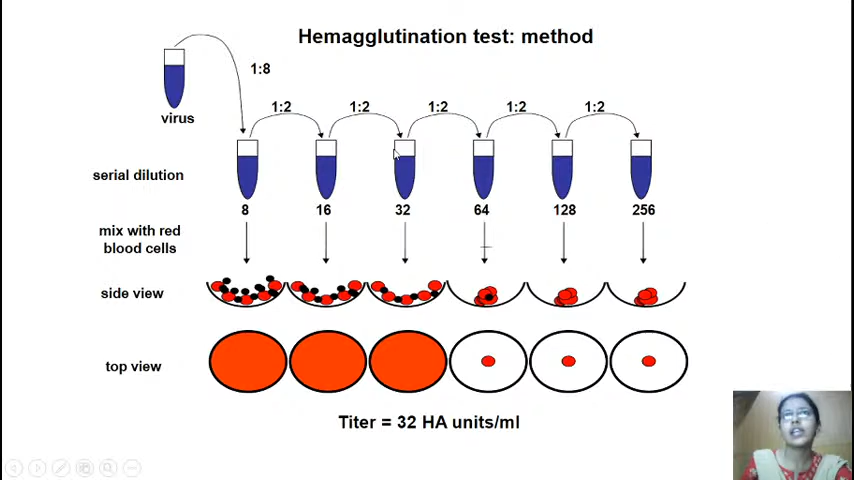 Hemagglutination test: method
1:8
1:2 1:2 1:2 1:2 1:2
virus
serial dilution
8 16 32 64 128 256
mix with red
blood cells
side view
top view
Titer = 32 HA units/ml